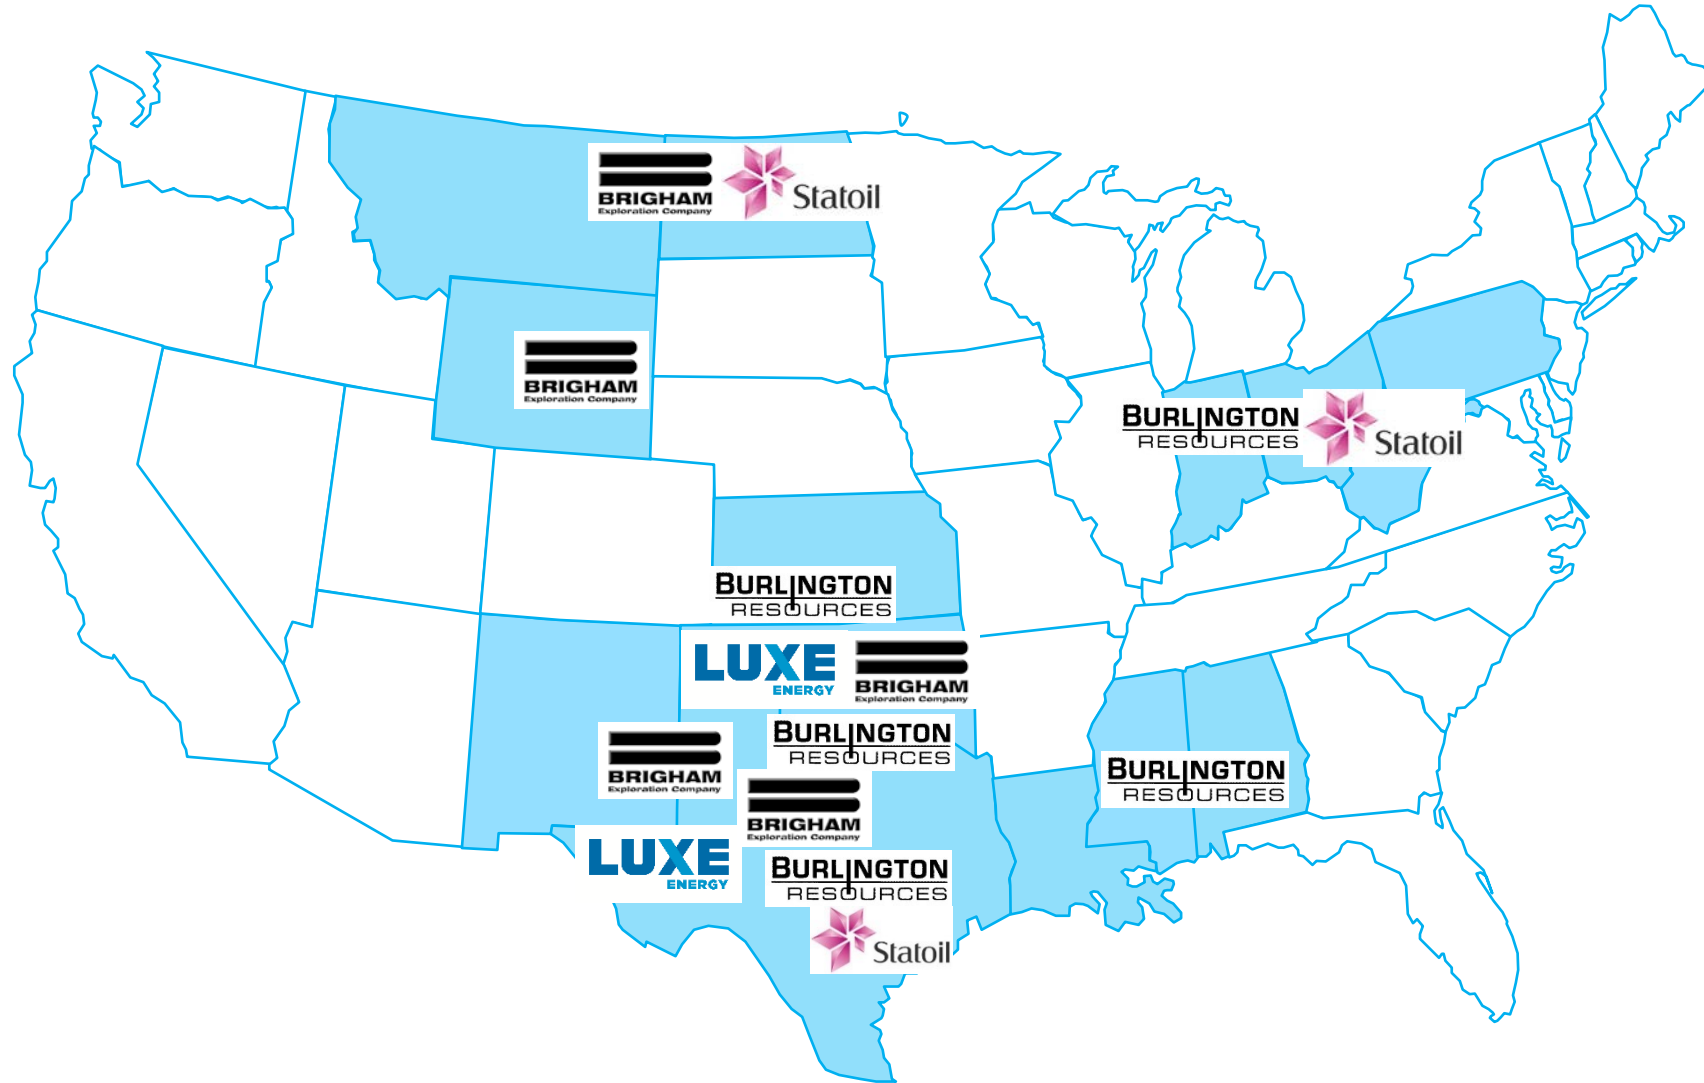 BRIGHAM
Exploration Company
Statoil
BRIGHAM
Exploration Company
BURLINGTON
RESOURCES
Statoil
BURLINGTON
RESOURCES
LUXE
ENERGY
BRIGHAM
Exploration Company
BURLINGTON
RESOURCES
BRIGHAM
Exploration Company
BURLINGTON
RESOURCES
BRIGHAM
Exploration Company
LUXE
ENERGY
BURLINGTON
RESOURCES
Statoil